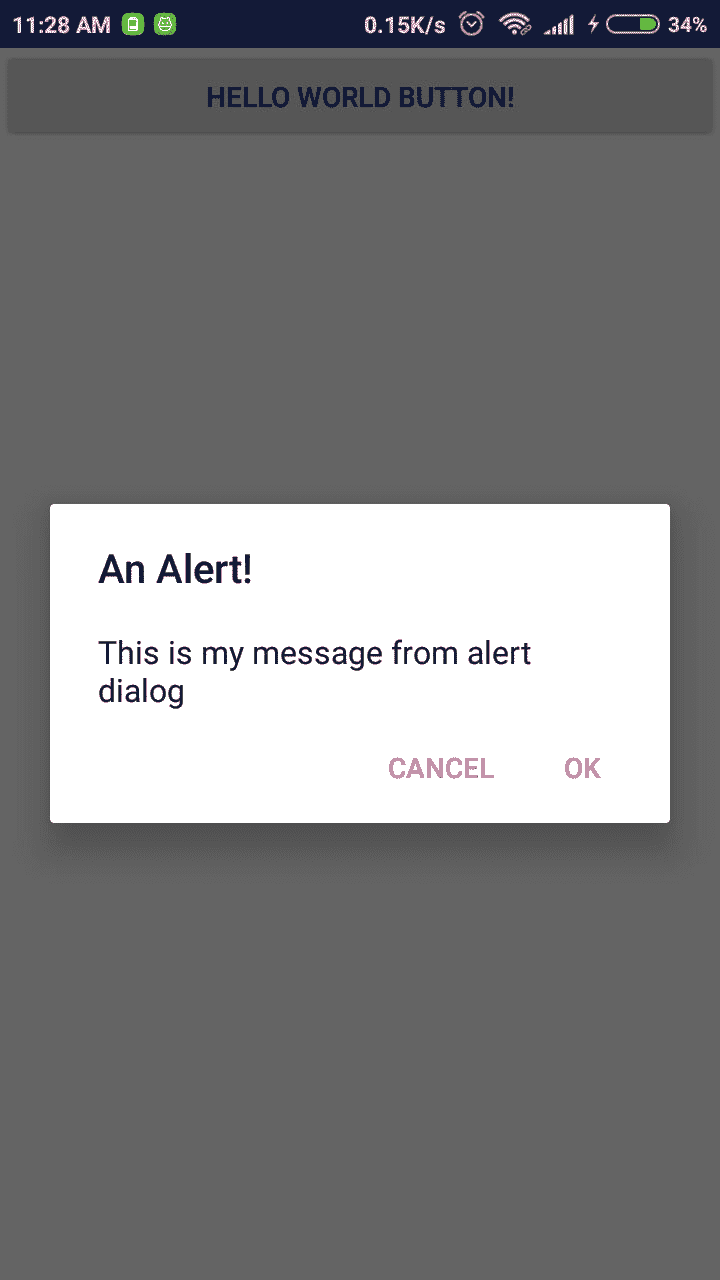 11:28 AM 0.15K/s 34%
HELLO WORLD BUTTON!
An Alert!
This is my message from alert
dialog
CANCEL OK